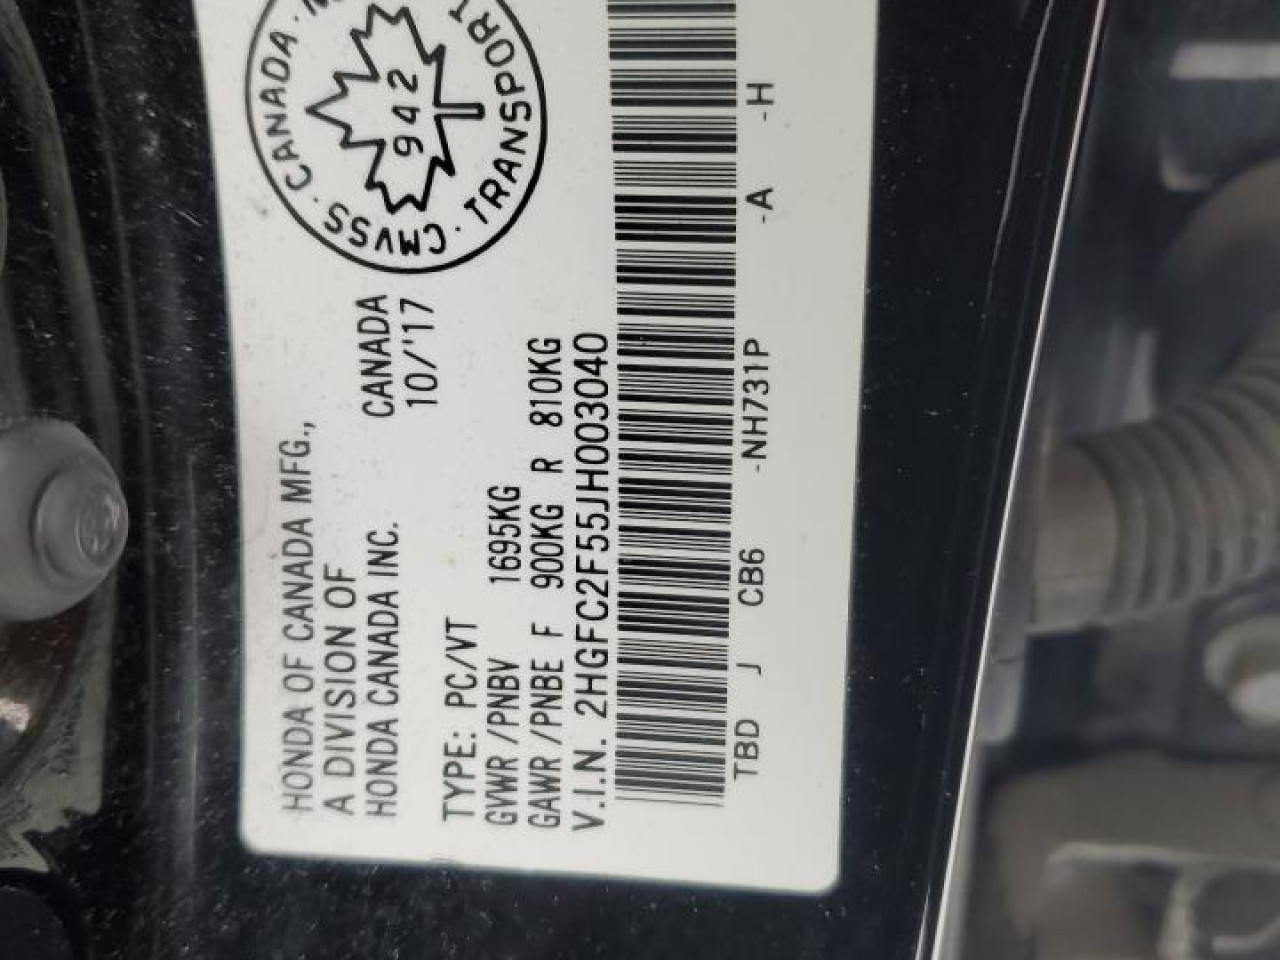 HONDA OF CANADA MFG.,
A DIVISION OF
HONDA CANADA INC.
CANADA
10/'17
TYPE: PC/VT
GVWR/PNBV 1695KG
GAWR/PNBE F 900KG R 810KG
V.I.N. 2HGFC2F55JH003040
TBD J CB6 -NH731P -A -H
CMVSS · CANADA ·
942
TRANSPORT